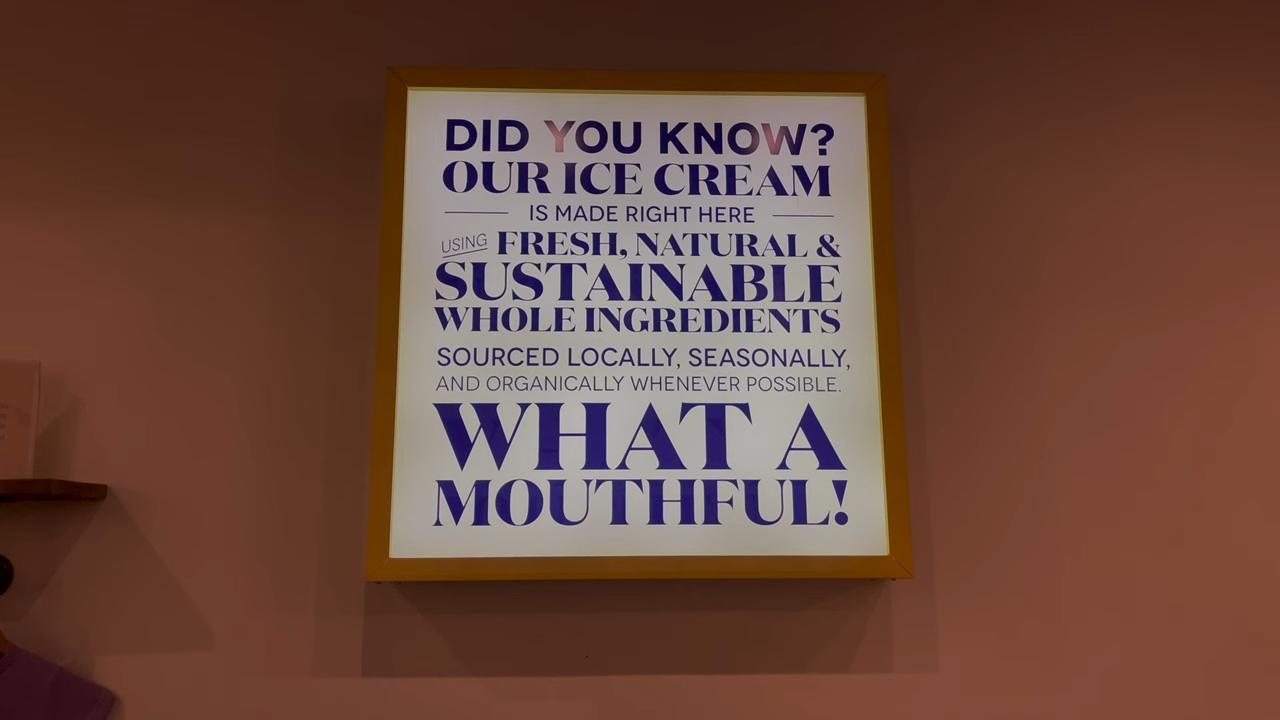 DID YOU KNOW?
OUR ICE CREAM
IS MADE RIGHT HERE
USING FRESH, NATURAL &
SUSTAINABLE
WHOLE INGREDIENTS
SOURCED LOCALLY, SEASONALLY,
AND ORGANICALLY WHENEVER POSSIBLE.
WHAT A
MOUTHFUL!